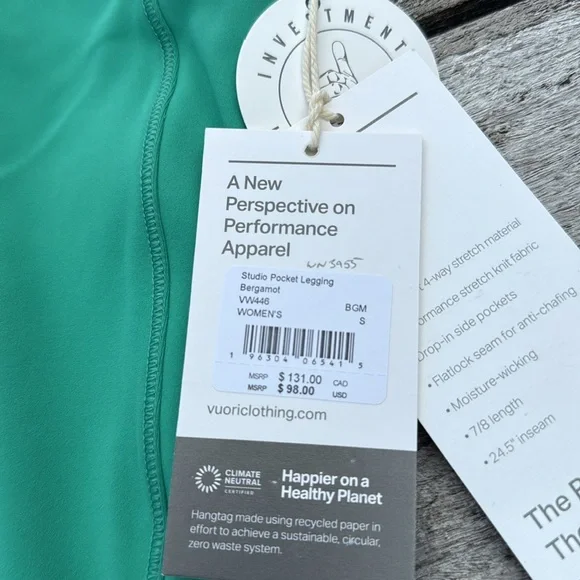 INVESTMENT
A New
Perspective on
Performance
Apparel
Studio Pocket Legging
Bergamot
VW446 BGM
WOMEN'S S
1 96304 06541 5
MSRP $ 131.00 CAD
MSRP $ 98.00 USD
vuoriclothing.com
CLIMATE
NEUTRAL
CERTIFIED
Happier on a
Healthy Planet
Hangtag made using recycled paper in
effort to achieve a sustainable, circular,
zero waste system.
4-way stretch material
stretch knit fabric
Drop-in side pockets
• Flatlock seam for anti-chafing
• Moisture-wicking
• 7/8 length
• 24.5" inseam
The